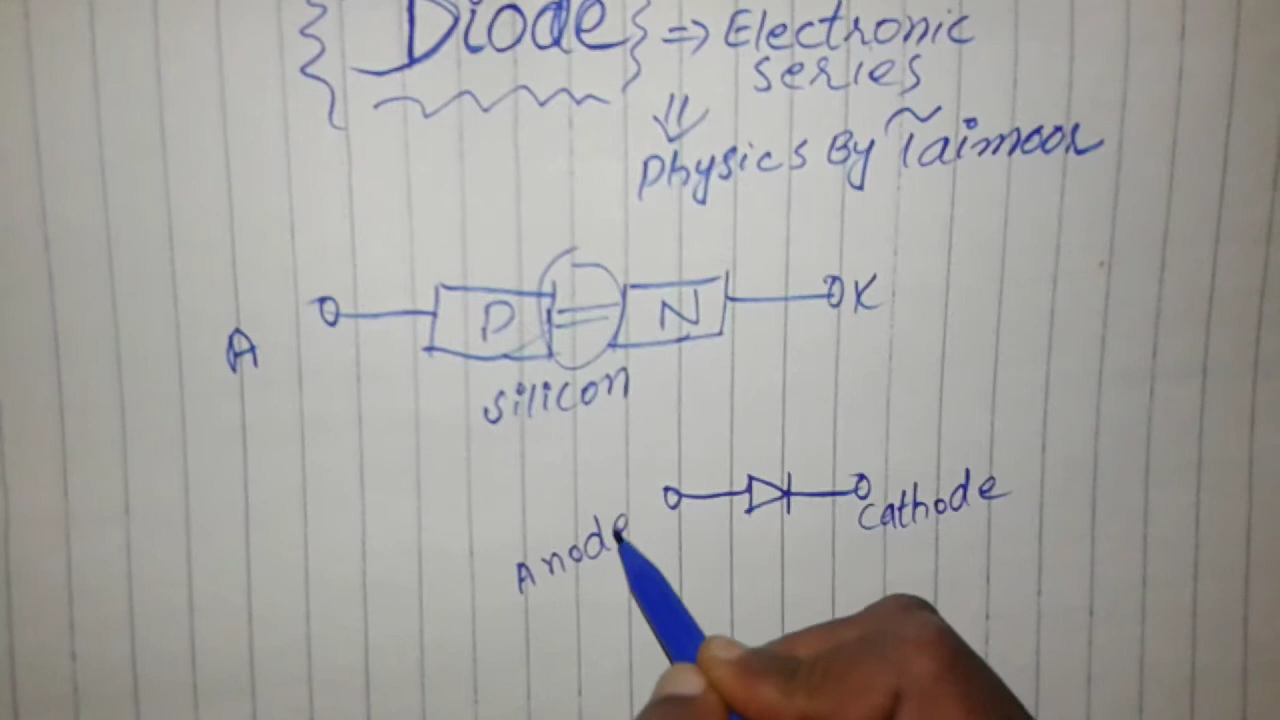 Diode => Electronic
series
Physics By Taimoor
A P N K
silicon
Cathode
Anode